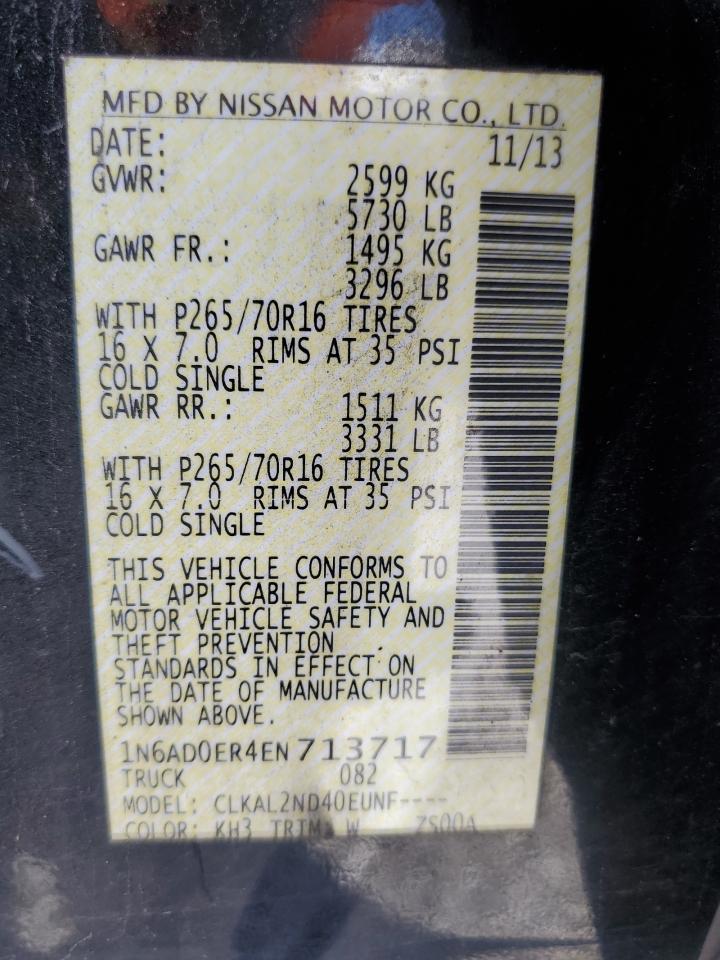 MFD BY NISSAN MOTOR CO., LTD.
DATE: 11/13
GVWR: 2599 KG
5730 LB
GAWR FR.: 1495 KG
3296 LB
WITH P265/70R16 TIRES
16 X 7.0 RIMS AT 35 PSI
COLD SINGLE
GAWR RR.: 1511 KG
3331 LB
WITH P265/70R16 TIRES
16 X 7.0 RIMS AT 35 PSI
COLD SINGLE
THIS VEHICLE CONFORMS TO
ALL APPLICABLE FEDERAL
MOTOR VEHICLE SAFETY AND
THEFT PREVENTION
STANDARDS IN EFFECT ON
THE DATE OF MANUFACTURE
SHOWN ABOVE.
1N6AD0ER4EN713717
TRUCK 082
MODEL: CLKAL2ND40EUNF----
COLOR: KH3 TRIM: W ZS00A